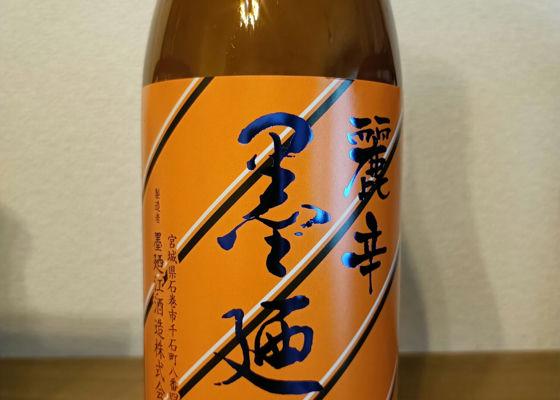 麗辛
墨廼
宮城県石巻市千石町八番四
製造者 墨廼江酒造株式会